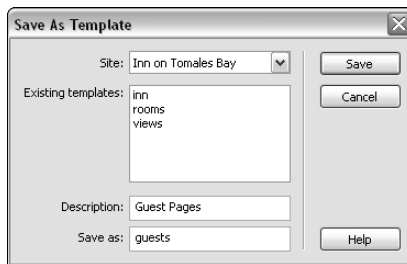 Save As Template
Site: Inn on Tomales Bay
Save
Existing templates: inn
rooms
views
Cancel
Description: Guest Pages
Save as: guests
Help